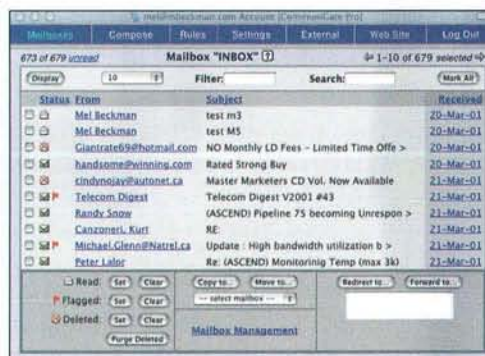 mel@mbeckman.com Account (CommuniGate Pro)
Mailboxes Compose Rules Settings External Web Site Log Out
673 of 679 unread Mailbox "INBOX" ? 1-10 of 679 selected
Display 10 Filter: Search: Mark All
Status From Subject Received
Mel Beckman test m3 20-Mar-01
Mel Beckman test M5 20-Mar-01
Giantrate69@hotmail.com NO Monthly LD Fees - Limited Time Offe > 20-Mar-01
handsome@winning.com Rated Strong Buy 20-Mar-01
cindynojay@autonet.ca Master Marketers CD Vol. Now Available 21-Mar-01
Telecom Digest Telecom Digest V2001 #43 21-Mar-01
Randy Snow (ASCEND) Pipeline 75 becoming Unrespon > 21-Mar-01
Canzoneri, Kurt RE: 21-Mar-01
Michael.Glenn@Natrel.ca Update : High bandwidth utilization b > 21-Mar-01
Peter Lalor Re: (ASCEND) Monitorinig Temp (max 3k) 21-Mar-01
Read: Set Clear Copy to... Move to... Redirect to... Forward to...
Flagged: Set Clear -- select mailbox --
Deleted: Set Clear
Purge Deleted Mailbox Management